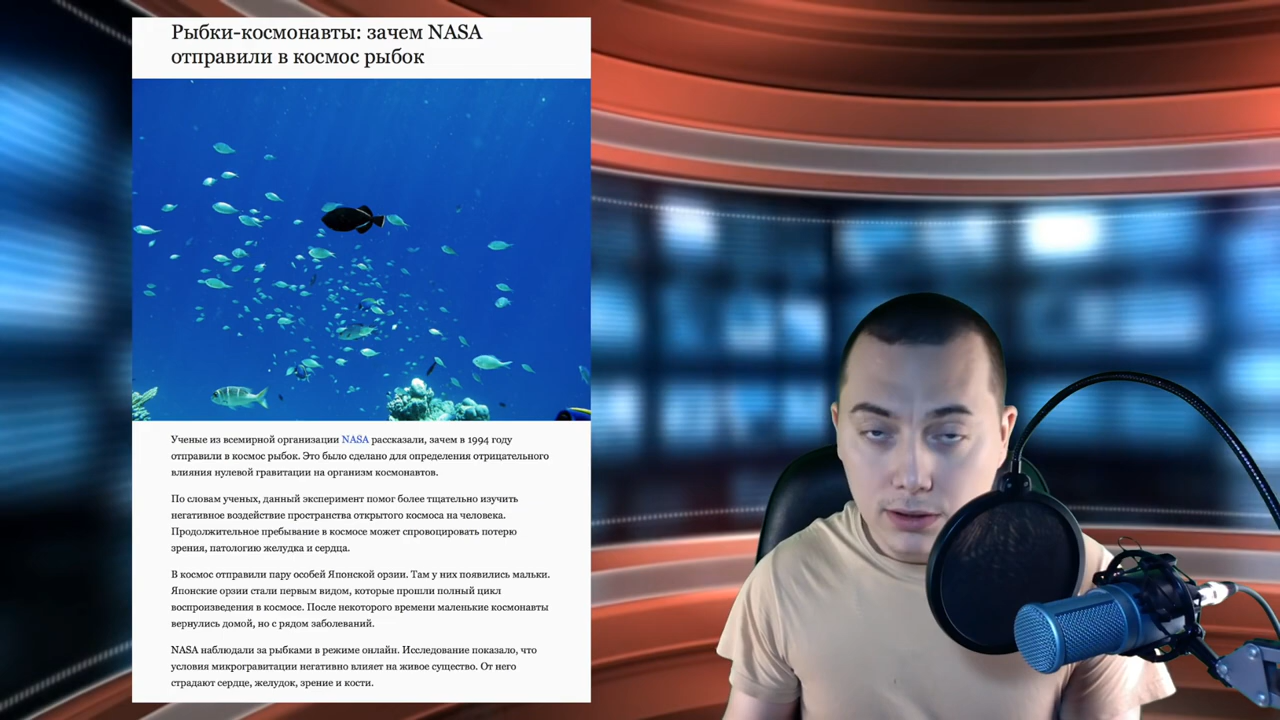 Рыбки-космонавты: зачем NASA
отправили в космос рыбок
Ученые из всемирной организации NASA рассказали, зачем в 1994 году
отправили в космос рыбок. Это было сделано для определения отрицательного
влияния нулевой гравитации на организм космонавтов.
По словам ученых, данный эксперимент помог более тщательно изучить
негативное воздействие пространства открытого космоса на человека.
Продолжительное пребывание в космосе может спровоцировать потерю
зрения, патологию желудка и сердца.
В космос отправили пару особей Японской орзии. Там у них появились мальки.
Японские орзии стали первым видом, которые прошли полный цикл
воспроизведения в космосе. После некоторого времени маленькие космонавты
вернулись домой, но с рядом заболеваний.
NASA наблюдали за рыбками в режиме онлайн. Исследование показало, что
условия микрогравитации негативно влияет на живое существо. От него
страдают сердце, желудок, зрение и кости.